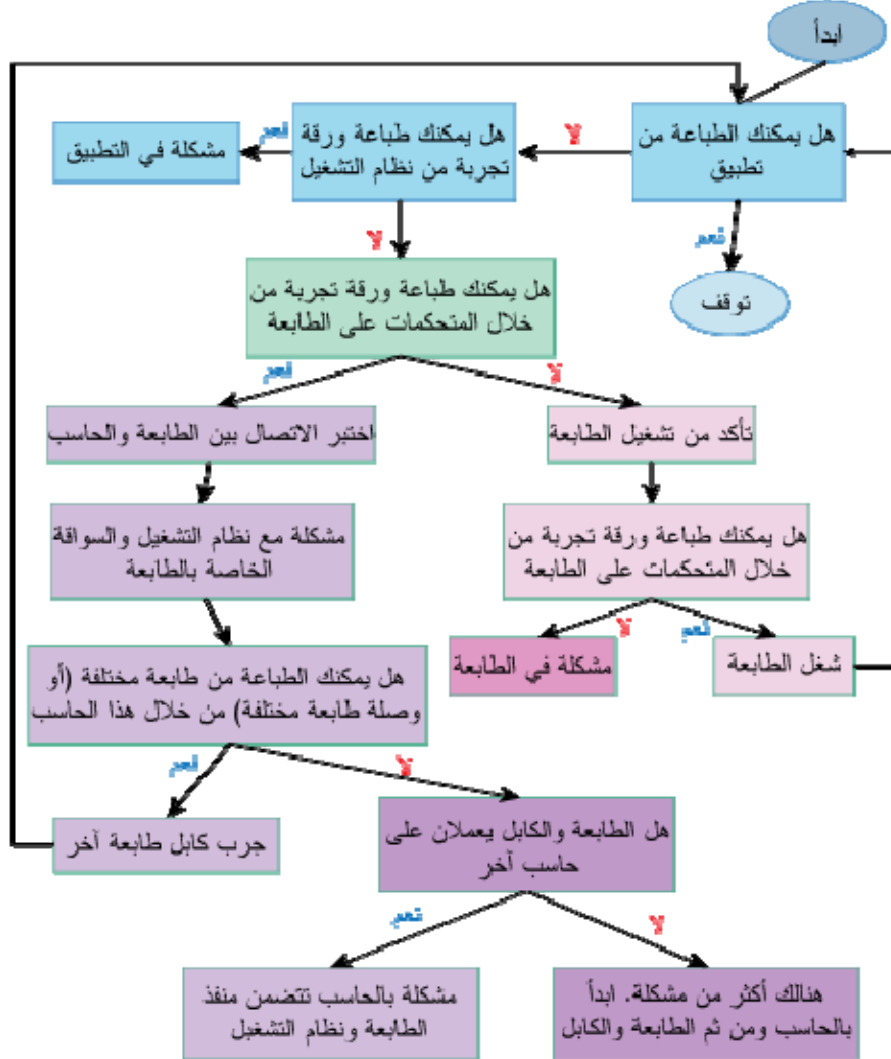 ابدأ
هل يمكنك الطباعة من
تطبيق
نعم
توقف
لا
هل يمكنك طباعة ورقة
تجربة من نظام التشغيل
نعم
مشكلة في التطبيق
لا
هل يمكنك طباعة ورقة تجربة من
خلال المتحكمات على الطابعة
لا
نعم
تأكد من تشغيل الطابعة
اختبر الاتصال بين الطابعة والحاسب
هل يمكنك طباعة ورقة تجربة من
خلال المتحكمات على الطابعة
مشكلة مع نظام التشغيل والسواقة
الخاصة بالطابعة
نعم
لا
شغل الطابعة
مشكلة في الطابعة
هل يمكنك الطباعة من طابعة مختلفة (أو
وصلة طابعة مختلفة) من خلال هذا الحاسب
لا
نعم
جرب كابل طابعة آخر
هل الطابعة والكابل يعملان على
حاسب آخر
لا
نعم
هنالك أكثر من مشكلة. ابدأ
بالحاسب ومن ثم الطابعة والكابل
مشكلة بالحاسب تتضمن منفذ
الطابعة ونظام التشغيل